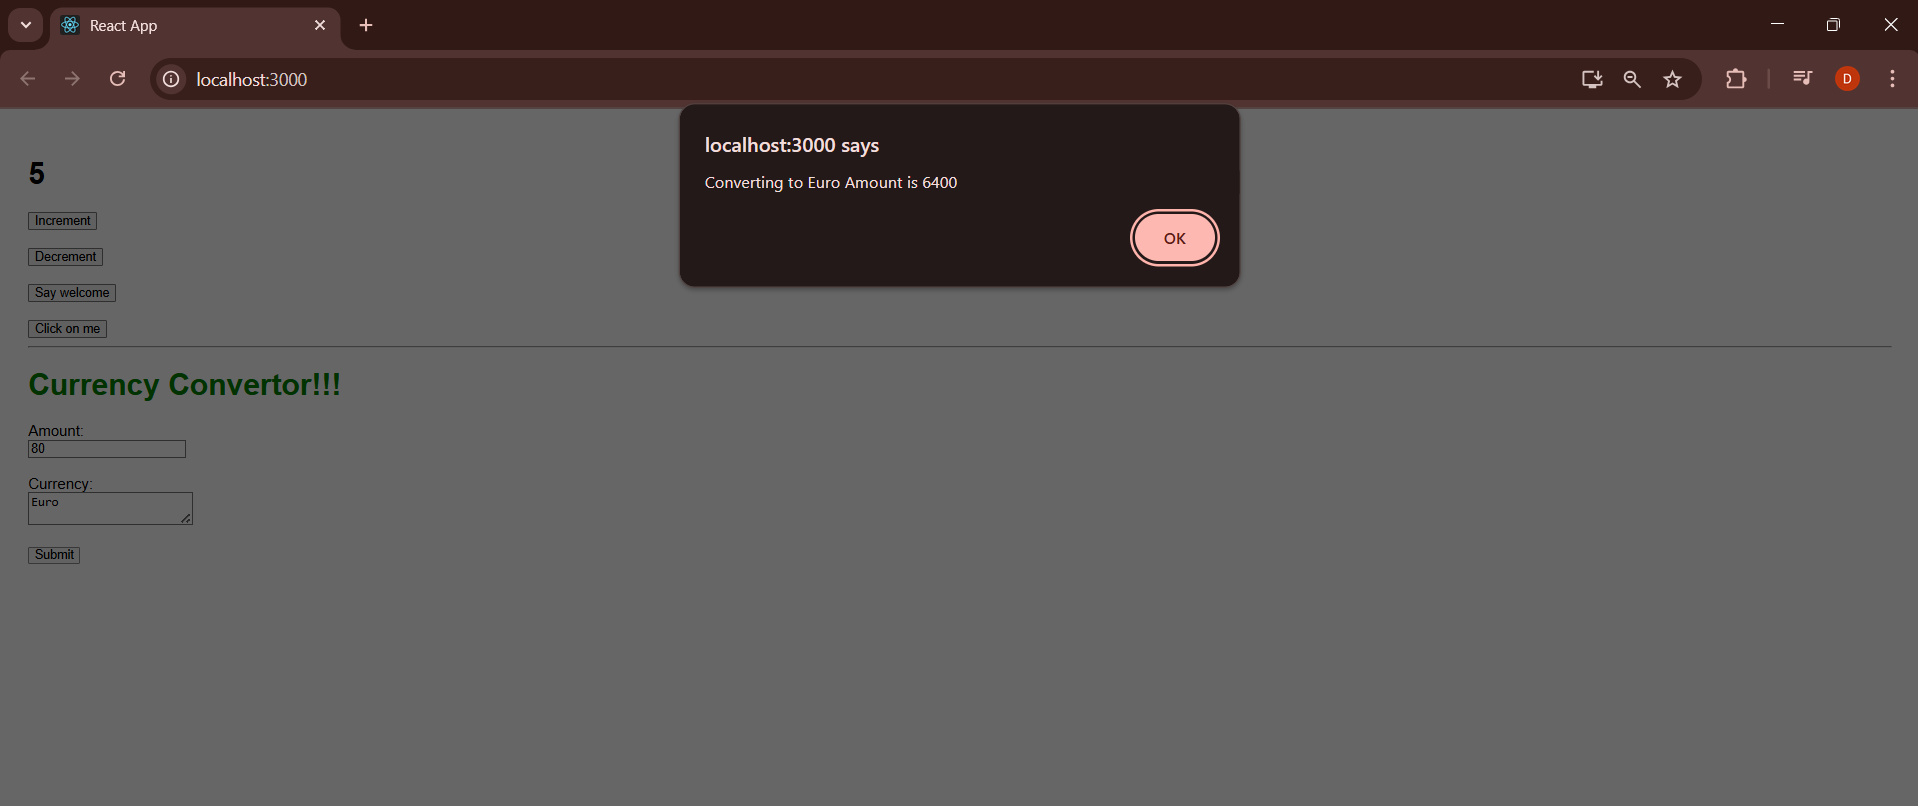 React App
localhost:3000
D
localhost:3000 says
Converting to Euro Amount is 6400
OK
5
Increment
Decrement
Say welcome
Click on me
Currency Convertor!!!
Amount:
80
Currency:
Euro
Submit